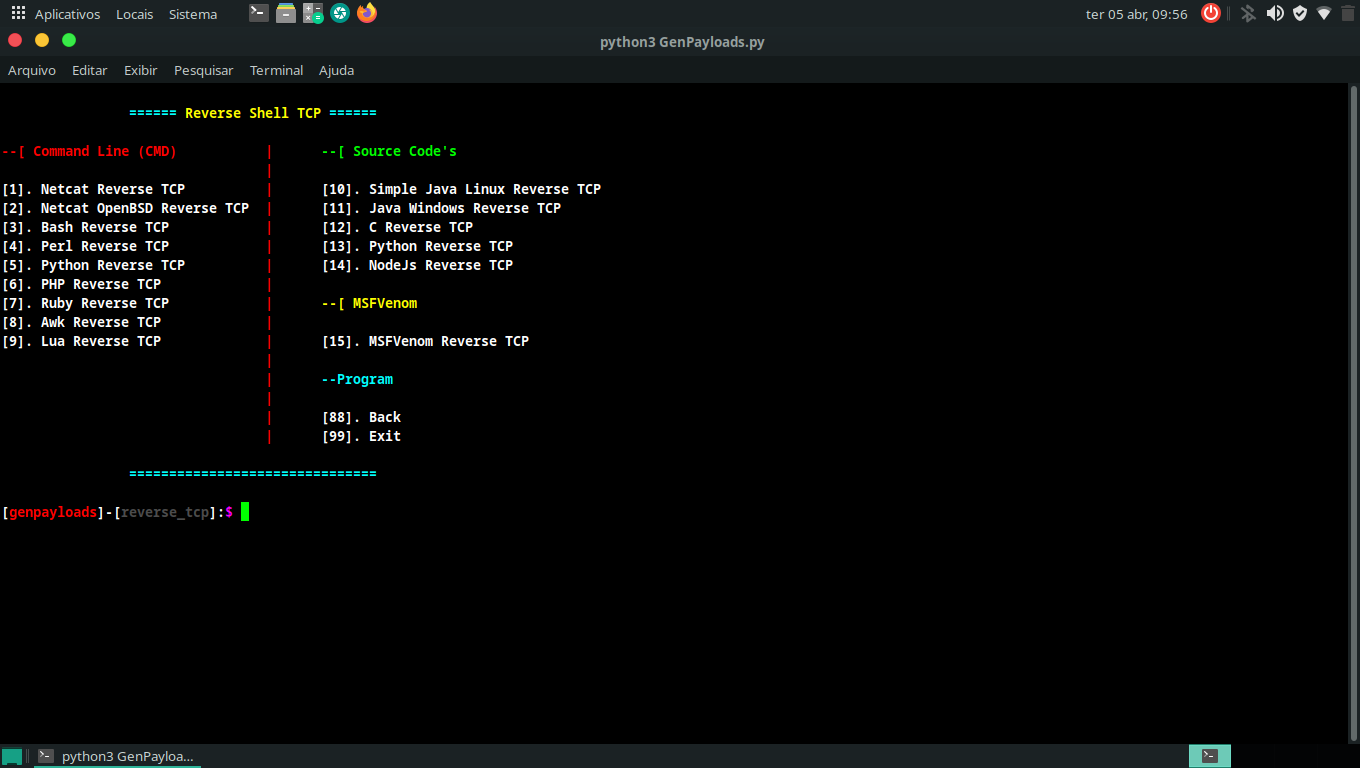 Aplicativos Locais Sistema ter 05 abr, 09:56
python3 GenPayloads.py
Arquivo Editar Exibir Pesquisar Terminal Ajuda
====== Reverse Shell TCP ======
--[ Command Line (CMD) | --[ Source Code's
|
[1]. Netcat Reverse TCP | [10]. Simple Java Linux Reverse TCP
[2]. Netcat OpenBSD Reverse TCP | [11]. Java Windows Reverse TCP
[3]. Bash Reverse TCP | [12]. C Reverse TCP
[4]. Perl Reverse TCP | [13]. Python Reverse TCP
[5]. Python Reverse TCP | [14]. NodeJs Reverse TCP
[6]. PHP Reverse TCP |
[7]. Ruby Reverse TCP | --[ MSFVenom
[8]. Awk Reverse TCP |
[9]. Lua Reverse TCP | [15]. MSFVenom Reverse TCP
|
| --Program
|
| [88]. Back
| [99]. Exit
===============================
[genpayloads]-[reverse_tcp]:$
python3 GenPayloa...